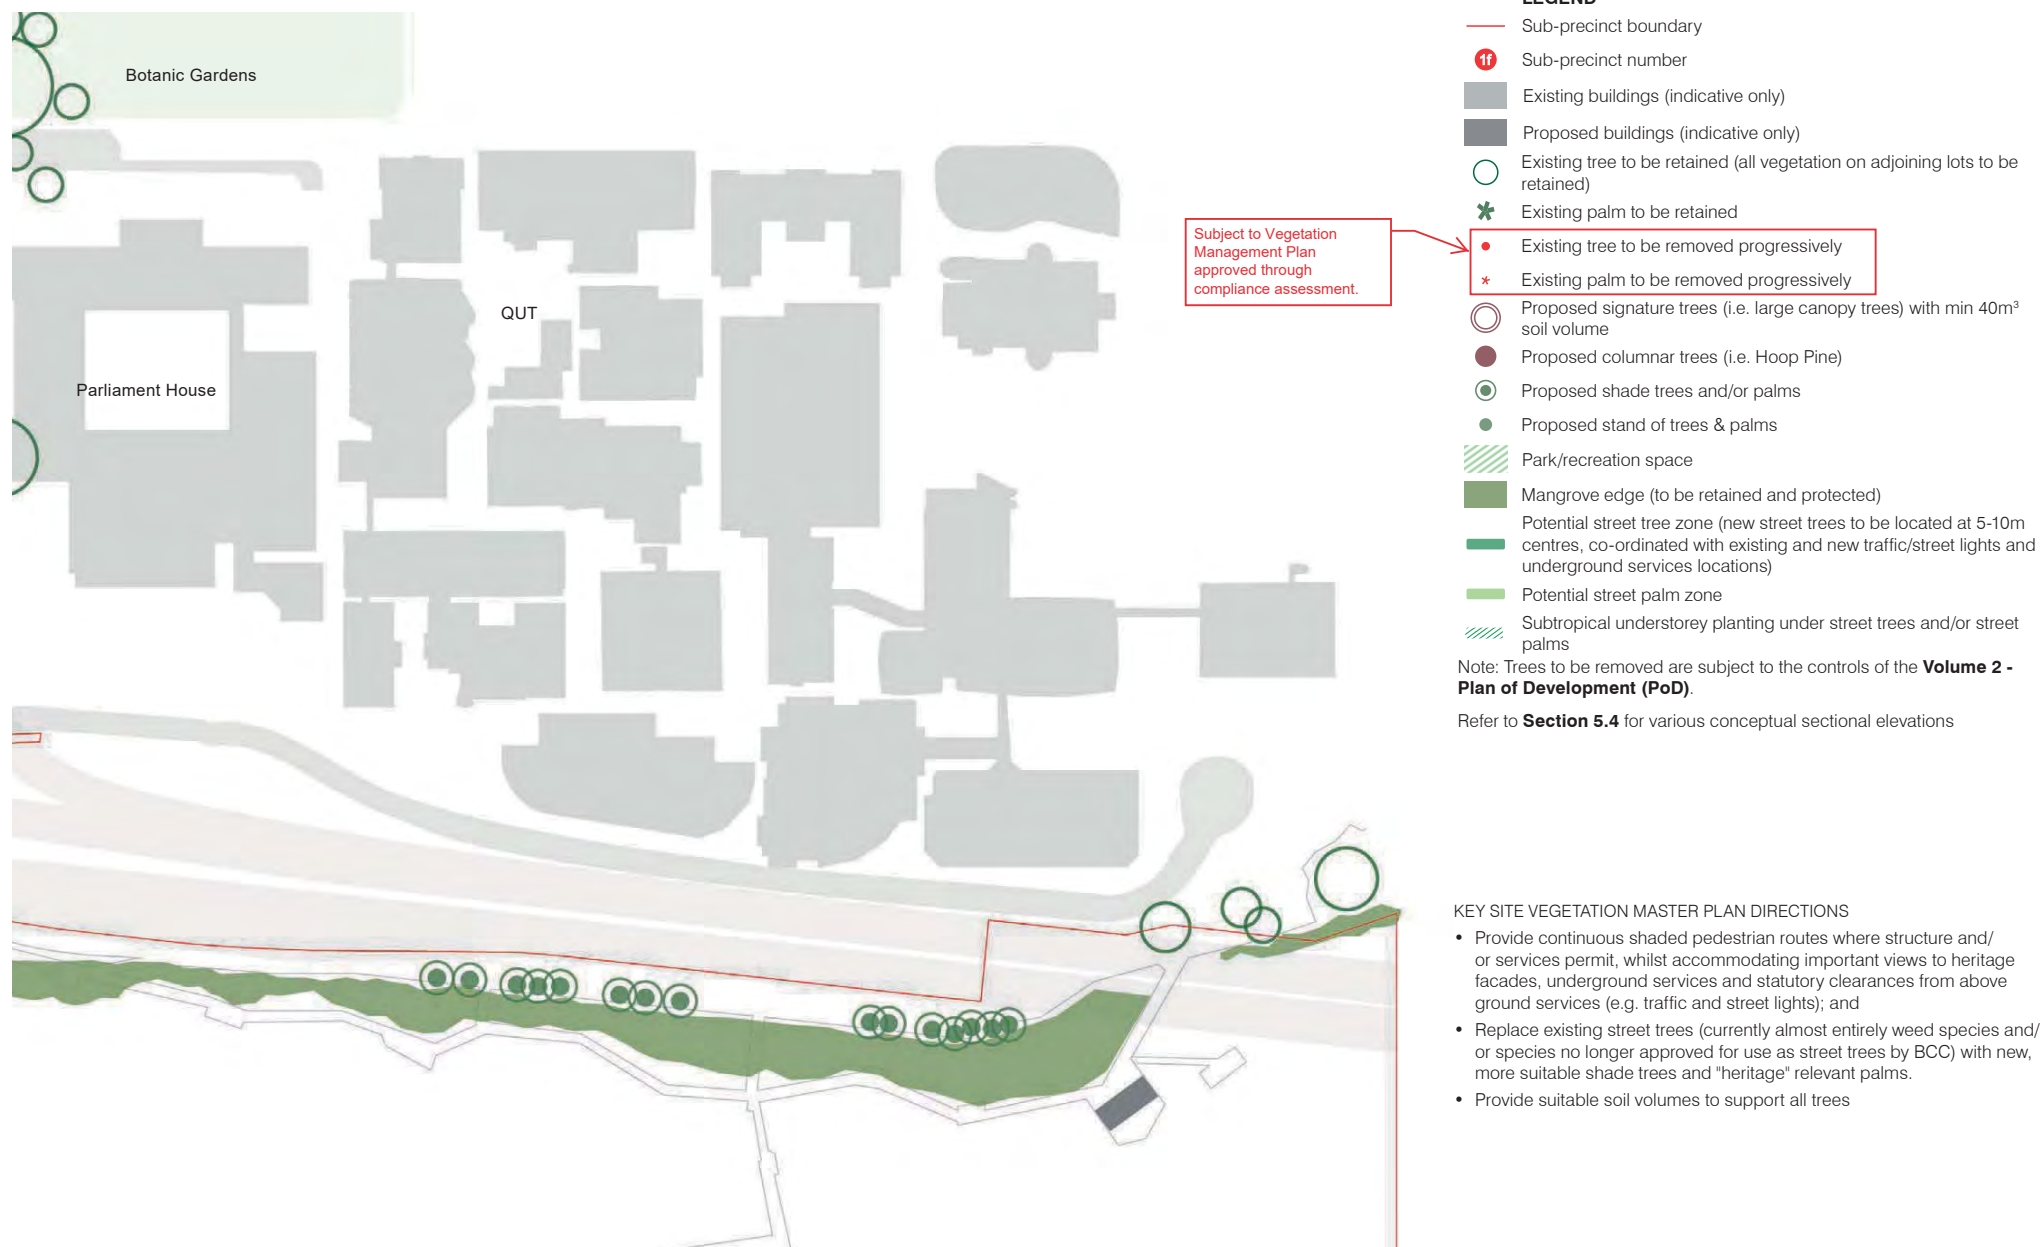 Botanic Gardens
QUT
Parliament House
Subject to Vegetation
Management Plan
approved through
compliance assessment.
LEGEND
Sub-precinct boundary
1f Sub-precinct number
Existing buildings (indicative only)
Proposed buildings (indicative only)
Existing tree to be retained (all vegetation on adjoining lots to be
retained)
Existing palm to be retained
Existing tree to be removed progressively
Existing palm to be removed progressively
Proposed signature trees (i.e. large canopy trees) with min 40m³
soil volume
Proposed columnar trees (i.e. Hoop Pine)
Proposed shade trees and/or palms
Proposed stand of trees & palms
Park/recreation space
Mangrove edge (to be retained and protected)
Potential street tree zone (new street trees to be located at 5-10m
centres, co-ordinated with existing and new traffic/street lights and
underground services locations)
Potential street palm zone
Subtropical understorey planting under street trees and/or street
palms
Note: Trees to be removed are subject to the controls of the Volume 2 -
Plan of Development (PoD).
Refer to Section 5.4 for various conceptual sectional elevations
KEY SITE VEGETATION MASTER PLAN DIRECTIONS
• Provide continuous shaded pedestrian routes where structure and/
or services permit, whilst accommodating important views to heritage
facades, underground services and statutory clearances from above
ground services (e.g. traffic and street lights); and
• Replace existing street trees (currently almost entirely weed species and/
or species no longer approved for use as street trees by BCC) with new,
more suitable shade trees and "heritage" relevant palms.
• Provide suitable soil volumes to support all trees